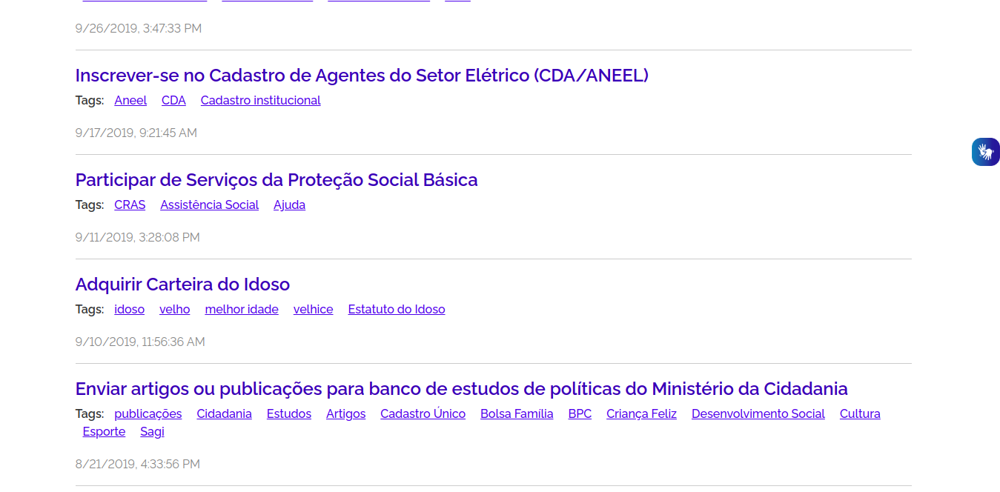 9/26/2019, 3:47:33 PM
Inscrever-se no Cadastro de Agentes do Setor Elétrico (CDA/ANEEL)
Tags: Aneel CDA Cadastro institucional
9/17/2019, 9:21:45 AM
Participar de Serviços da Proteção Social Básica
Tags: CRAS Assistência Social Ajuda
9/11/2019, 3:28:08 PM
Adquirir Carteira do Idoso
Tags: idoso velho melhor idade velhice Estatuto do Idoso
9/10/2019, 11:56:36 AM
Enviar artigos ou publicações para banco de estudos de políticas do Ministério da Cidadania
Tags: publicações Cidadania Estudos Artigos Cadastro Único Bolsa Família BPC Criança Feliz Desenvolvimento Social Cultura
Esporte Sagi
8/21/2019, 4:33:56 PM